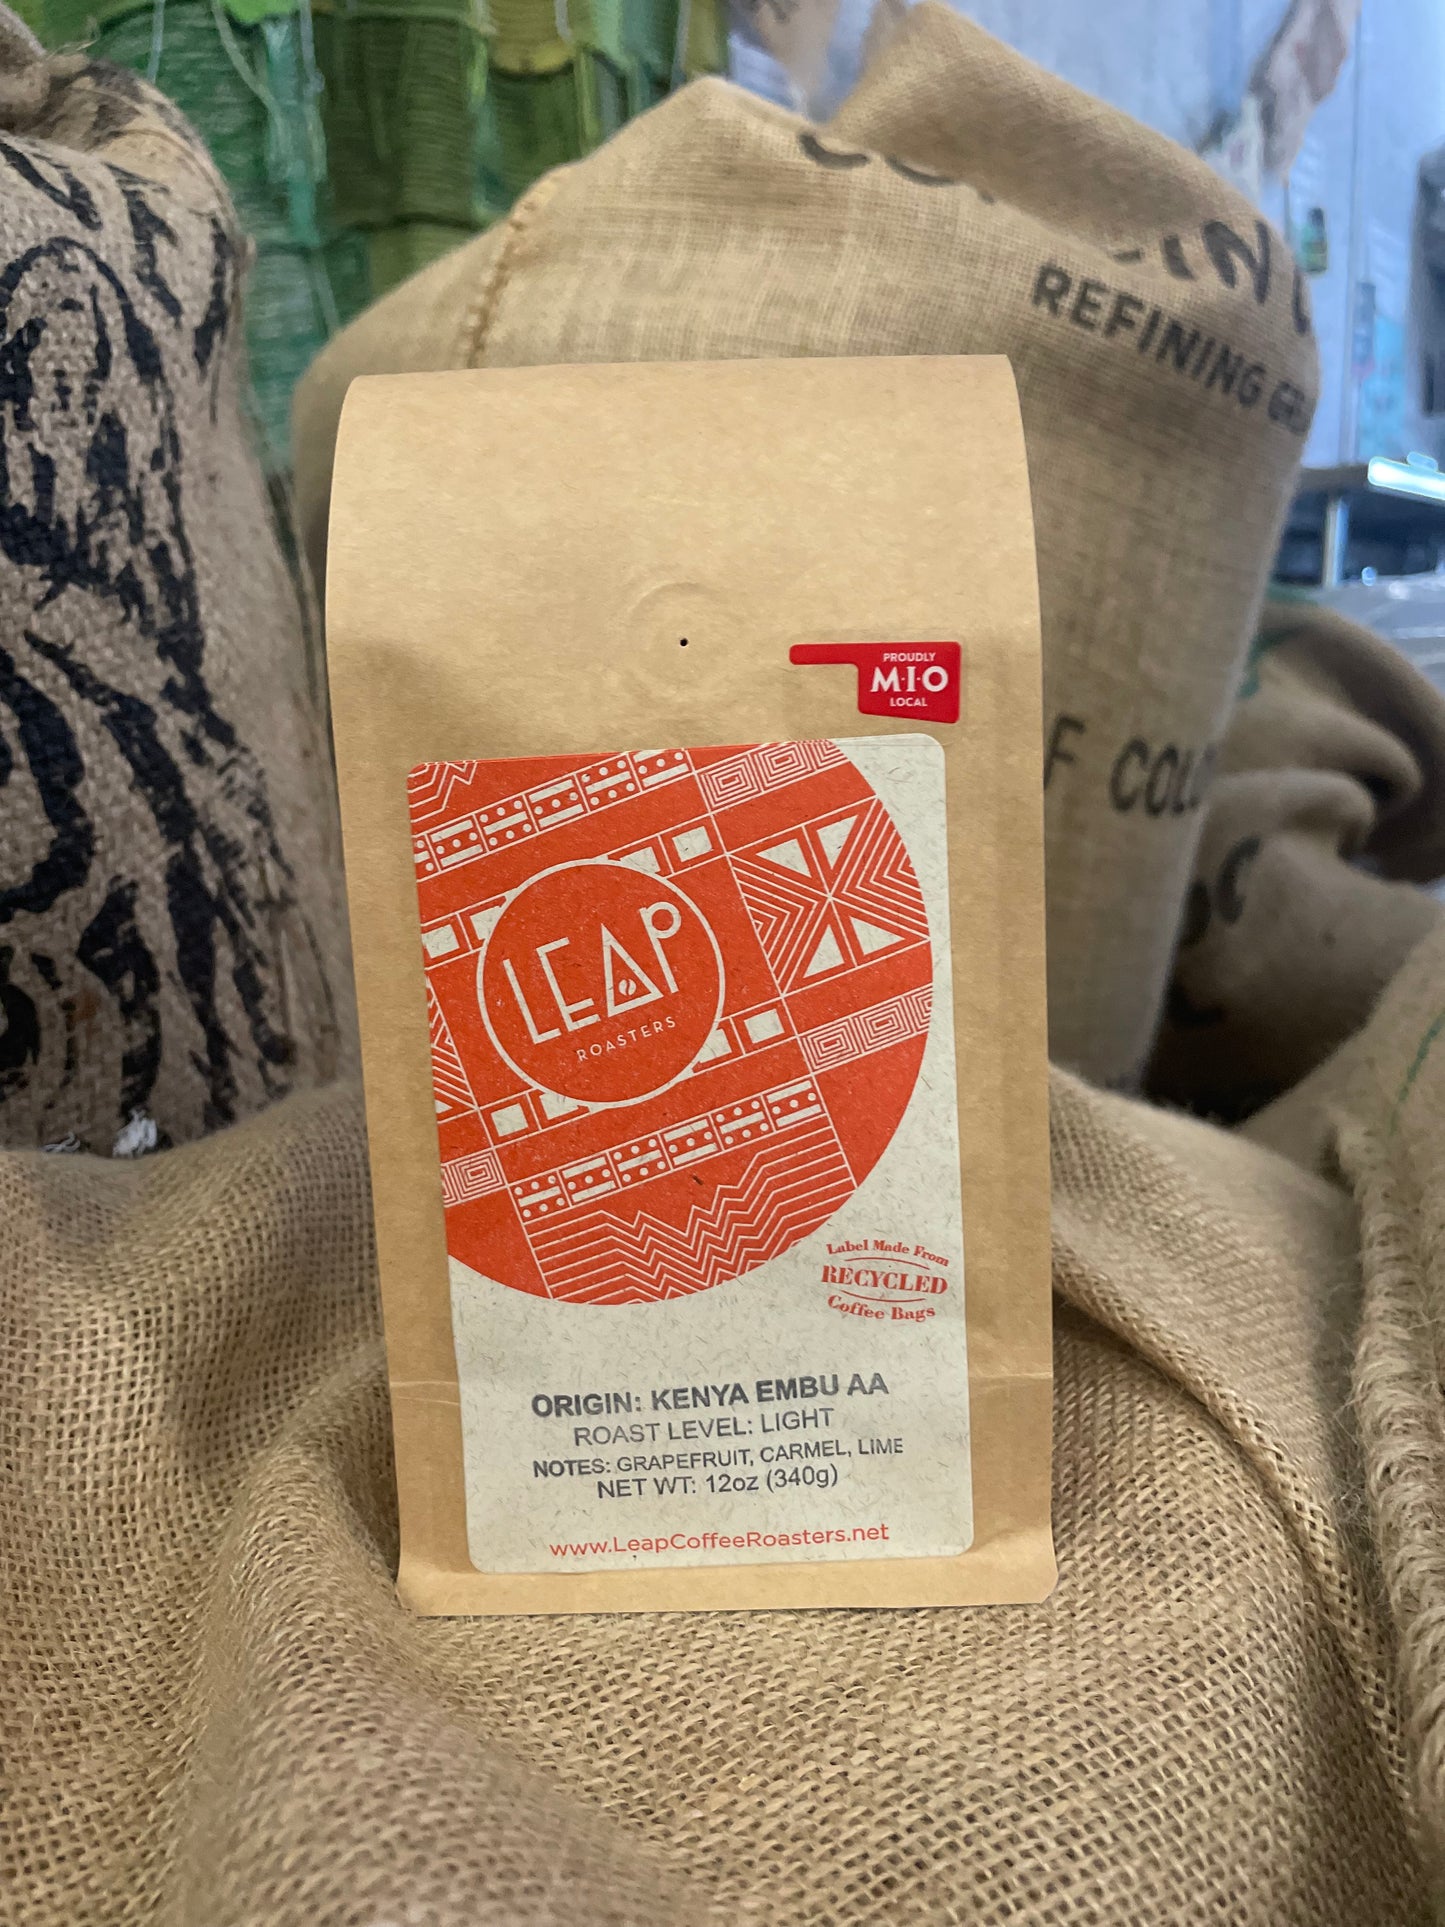 REFINING
F COL
PROUDLY
M·I·O
LOCAL
LEAP
ROASTERS
Label Made From
RECYCLED
Coffee Bags
ORIGIN: KENYA EMBU AA
ROAST LEVEL: LIGHT
NOTES: GRAPEFRUIT, CARMEL, LIME
NET WT: 12oz (340g)
www.LeapCoffeeRoasters.net